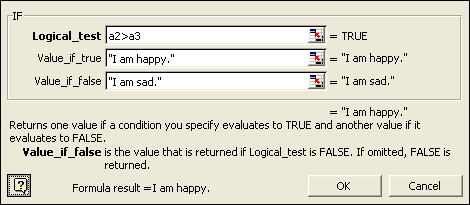 IF
Logical_test a2>a3 = TRUE
Value_if_true "I am happy." = "I am happy."
Value_if_false "I am sad." = "I am sad."
= "I am happy."
Returns one value if a condition you specify evaluates to TRUE and another value if it
evaluates to FALSE.
Value_if_false is the value that is returned if Logical_test is FALSE. If omitted, FALSE is
returned.
? Formula result =I am happy. OK Cancel